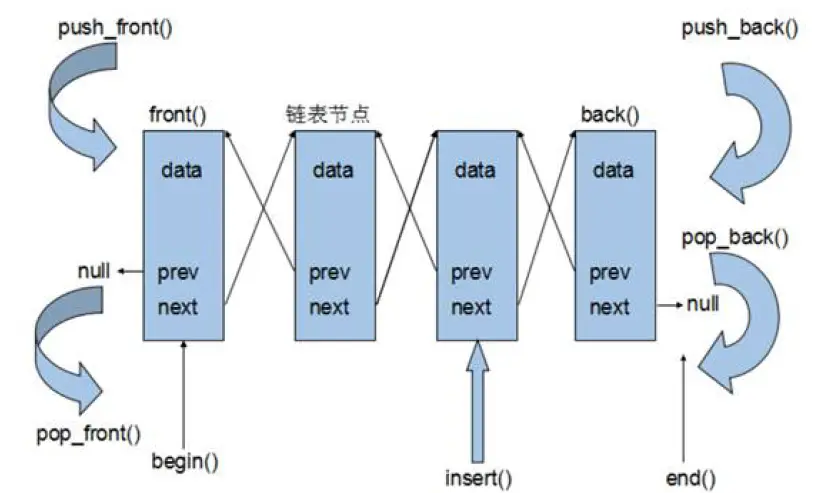 push_front()
push_back()
front()
链表节点
back()
data
data
data
data
pop_back()
null
prev
prev
prev
prev
next
next
next
next
null
pop_front()
begin()
insert()
end()